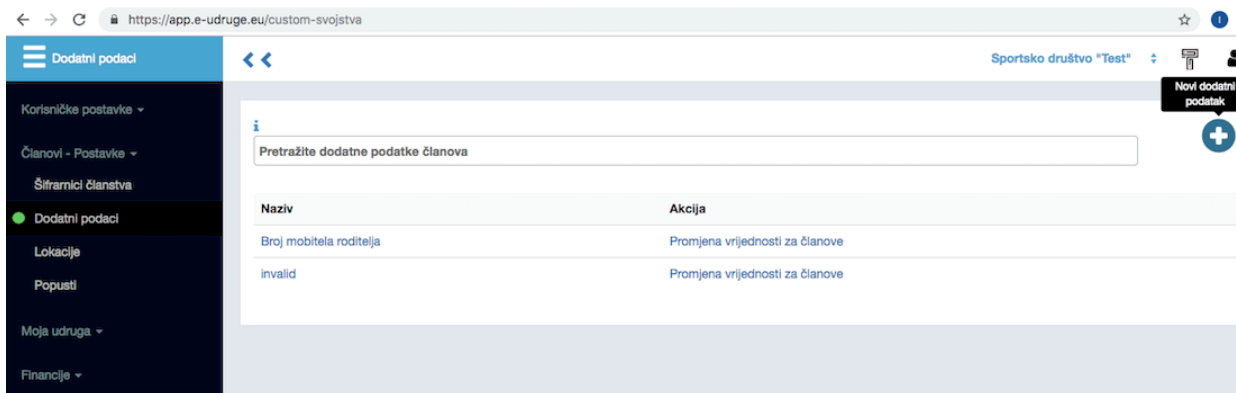 https://app.e-udruge.eu/custom-svojstva
I
Dodatni podaci
Sportsko društvo "Test"
Novi dodatni
podatak
Korisničke postavke
Članovi - Postavke
Šiframici članstva
Dodatni podaci
Lokacije
Popusti
Moja udruga
Financije
i
Pretražite dodatne podatke članova
Naziv
Akcija
Broj mobitela roditelja
Promjena vrijednosti za članove
invalid
Promjena vrijednosti za članove